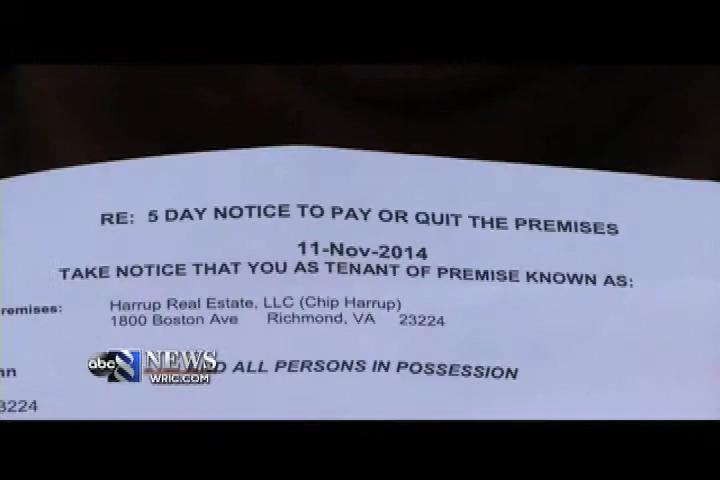 RE: 5 DAY NOTICE TO PAY OR QUIT THE PREMISES
11-Nov-2014
TAKE NOTICE THAT YOU AS TENANT OF PREMISE KNOWN AS:
remises: Harrup Real Estate, LLC (Chip Harrup)
1800 Boston Ave Richmond, VA 23224
abc 8 NEWS
WRIC.COM
ALL PERSONS IN POSSESSION
3224